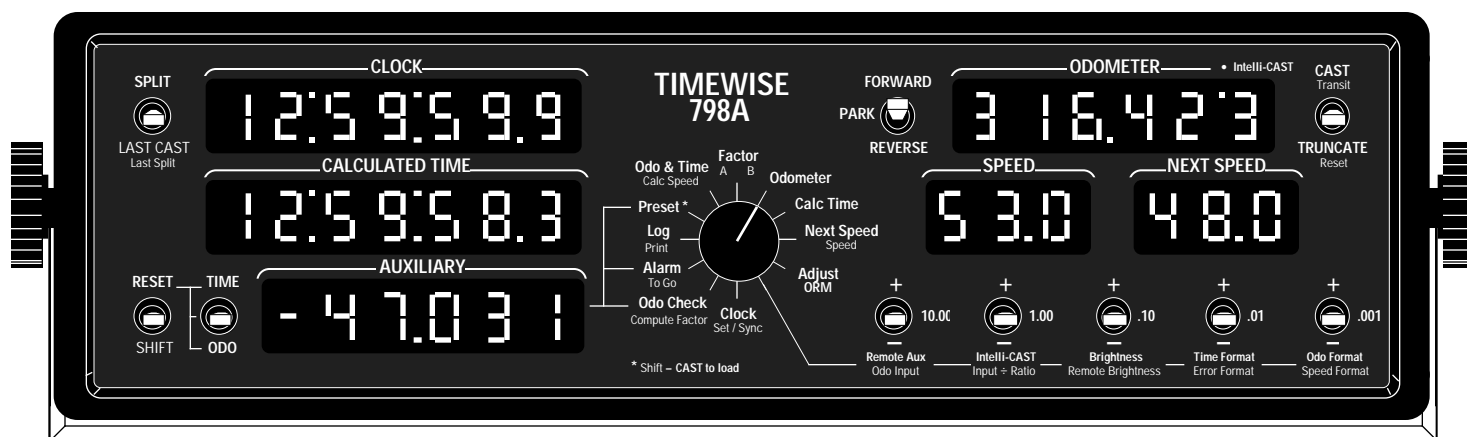 SPLIT
CLOCK
12:59:59.9
LAST CAST
Last Split
CALCULATED TIME
12:59:58.3
AUXILIARY
-47.031
RESET
TIME
SHIFT
ODO
TIMEWISE
798A
Factor
A B
Odo & Time
Calc Speed
Odometer
Preset *
Calc Time
Log
Print
Next Speed
Speed
Alarm
To Go
Adjust
ORM
Odo Check
Compute Factor
Clock
Set / Sync
* Shift – CAST to load
FORWARD
PARK
REVERSE
ODOMETER
• Intelli-CAST
316.42'3
CAST
Transit
TRUNCATE
Reset
SPEED
53.0
NEXT SPEED
48.0
+ + + + +
10.00 1.00 .10 .01 .001
– – – – –
Remote Aux
Odo Input
Intelli-CAST
Input ÷ Ratio
Brightness
Remote Brightness
Time Format
Error Format
Odo Format
Speed Format